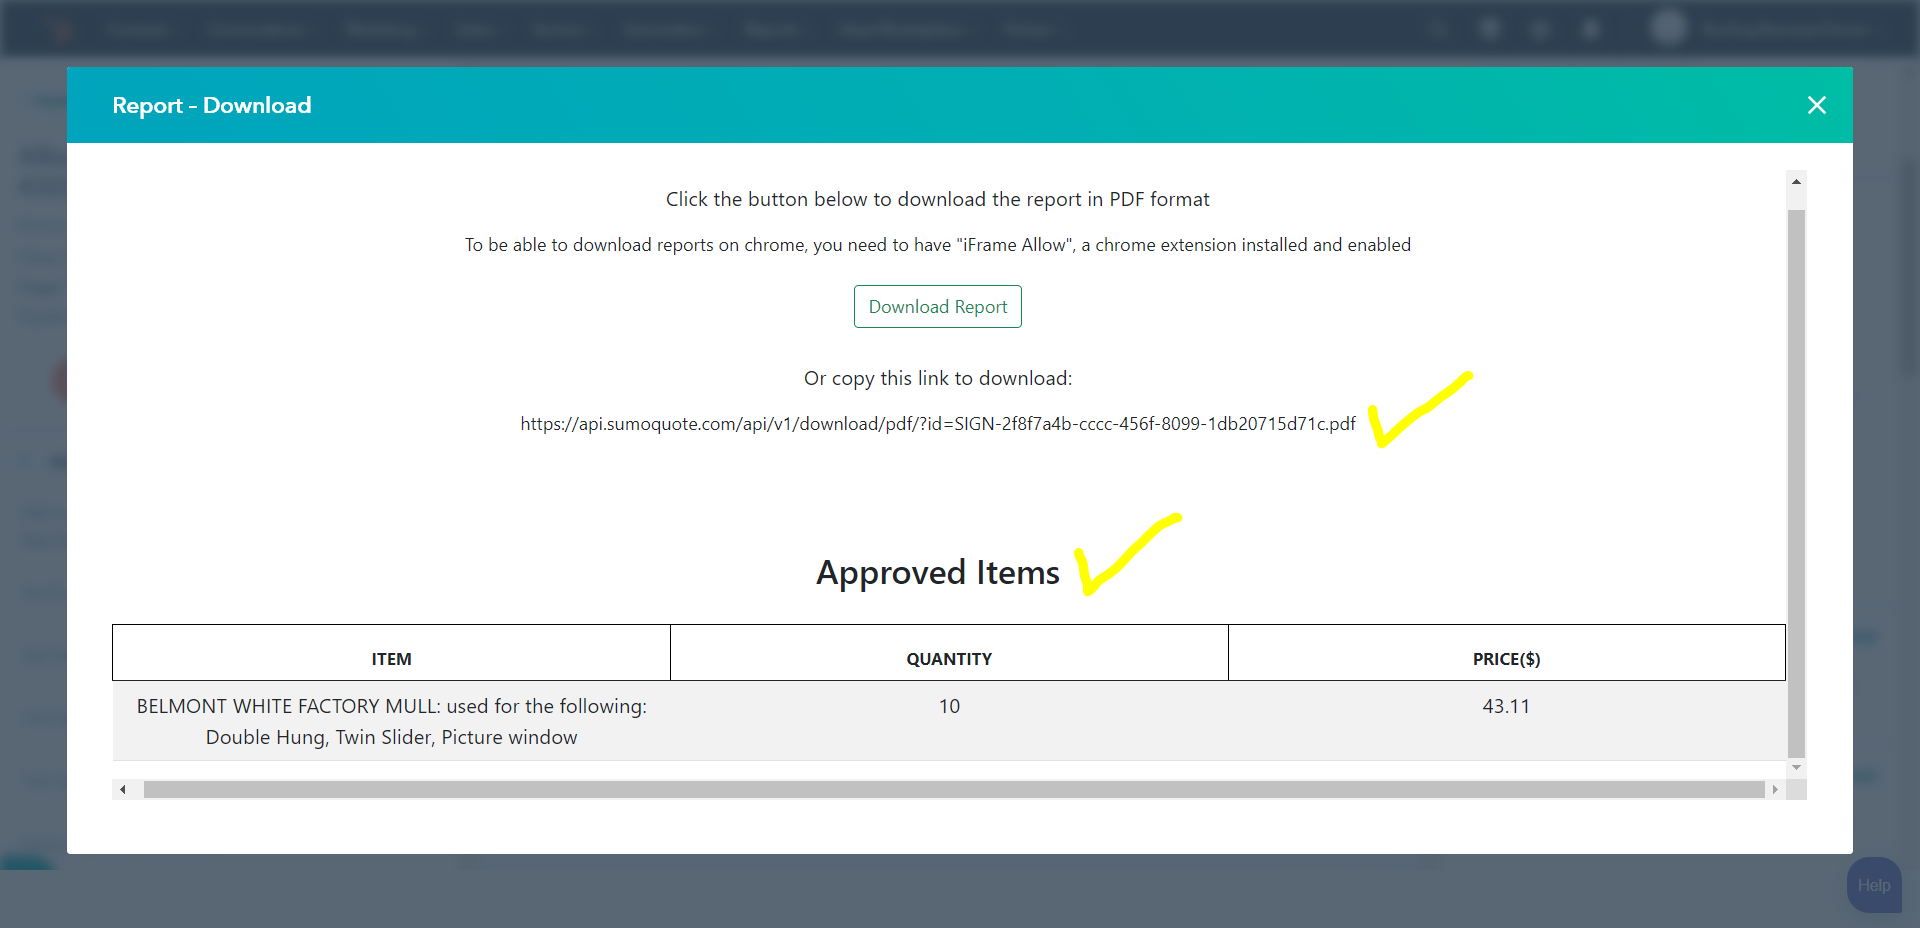 Report - Download
Click the button below to download the report in PDF format
To be able to download reports on chrome, you need to have "iFrame Allow", a chrome extension installed and enabled
Download Report
Or copy this link to download:
https://api.sumoquote.com/api/v1/download/pdf/?id=SIGN-2f8f7a4b-cccc-456f-8099-1db20715d71c.pdf
Approved Items
ITEM QUANTITY PRICE($)
BELMONT WHITE FACTORY MULL: used for the following: 10 43.11
Double Hung, Twin Slider, Picture window
Help